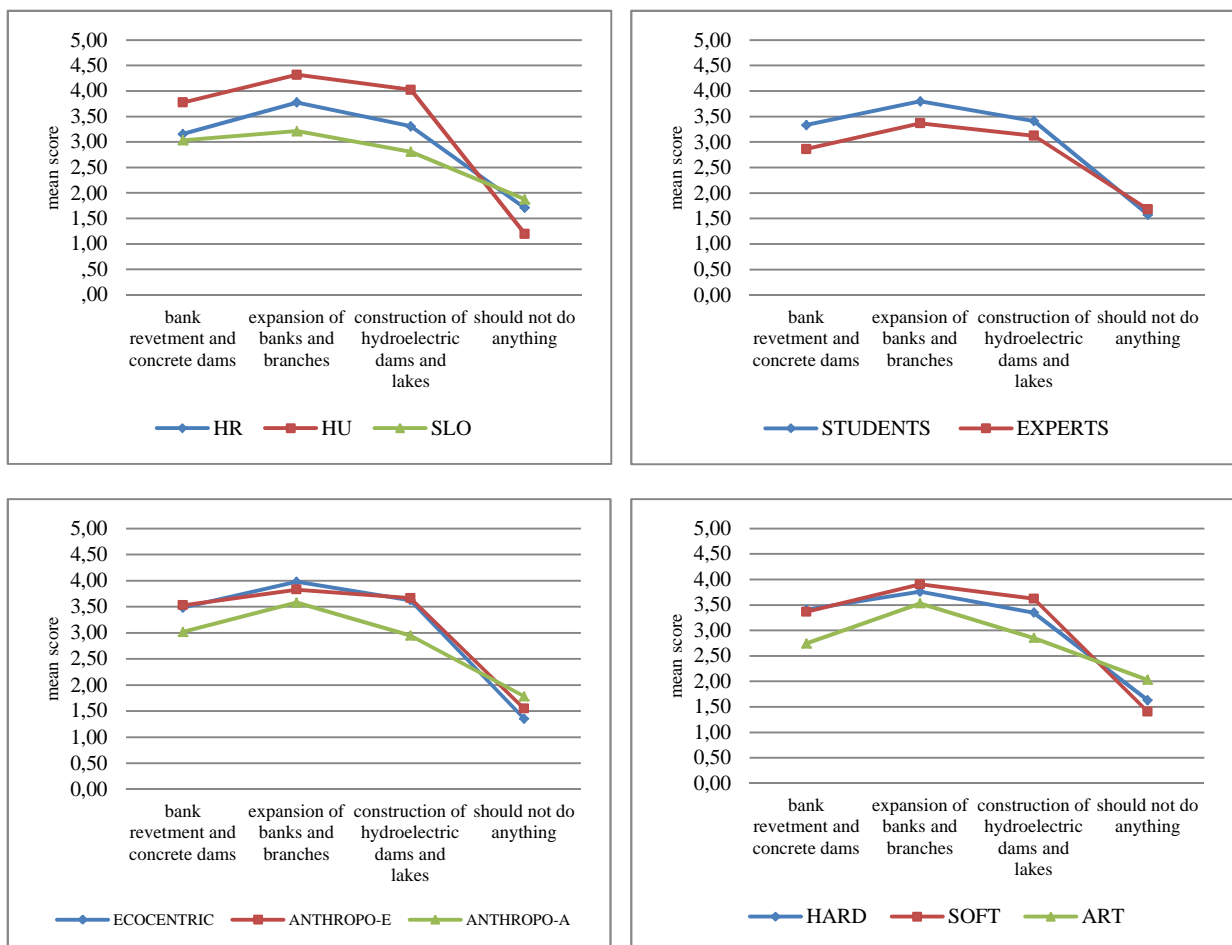 5,00
4,50
4,00
3,50
3,00
2,50
2,00
1,50
1,00
,50
,00
mean score
bank
revetment and
concrete dams
expansion of
banks and
branches
construction of
hydroelectric
dams and
lakes
should not do
anything
HR HU SLO
5,00
4,50
4,00
3,50
3,00
2,50
2,00
1,50
1,00
0,50
0,00
mean score
bank
revetment and
concrete dams
expansion of
banks and
branches
construction of
hydroelectric
dams and
lakes
should not do
anything
STUDENTS EXPERTS
5,00
4,50
4,00
3,50
3,00
2,50
2,00
1,50
1,00
0,50
0,00
mean score
bank
revetment and
concrete dams
expansion of
banks and
branches
construction of
hydroelectric
dams and
lakes
should not do
anything
ECOCENTRIC ANTHROPO-E ANTHROPO-A
5,00
4,50
4,00
3,50
3,00
2,50
2,00
1,50
1,00
0,50
0,00
mean score
bank
revetment and
concrete dams
expansion of
banks and
branches
construction of
hydroelectric
dams and
lakes
should not do
anything
HARD SOFT ART